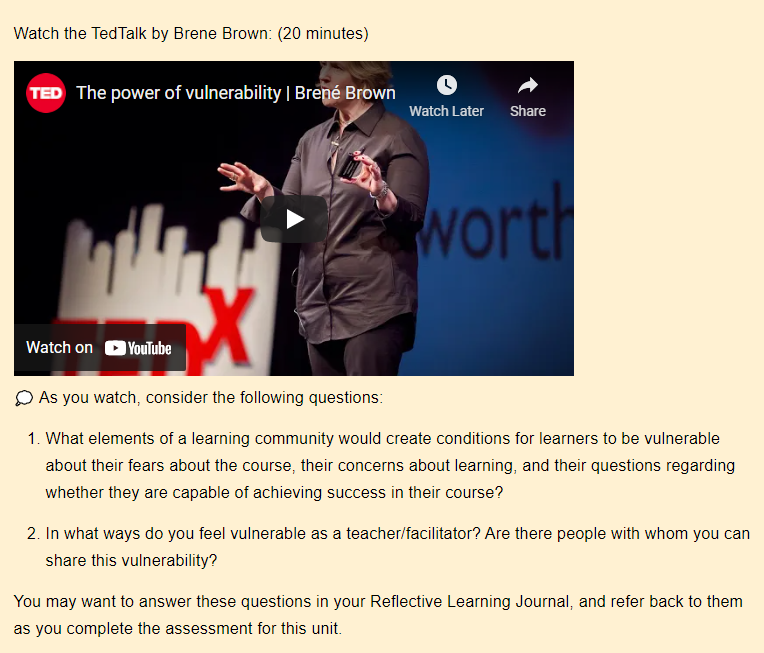 Watch the TedTalk by Brene Brown: (20 minutes)
TED The power of vulnerability | Brené Brown
Watch Later Share
worth
TEDx
Watch on YouTube
As you watch, consider the following questions:
1. What elements of a learning community would create conditions for learners to be vulnerable
about their fears about the course, their concerns about learning, and their questions regarding
whether they are capable of achieving success in their course?
2. In what ways do you feel vulnerable as a teacher/facilitator? Are there people with whom you can
share this vulnerability?
You may want to answer these questions in your Reflective Learning Journal, and refer back to them
as you complete the assessment for this unit.